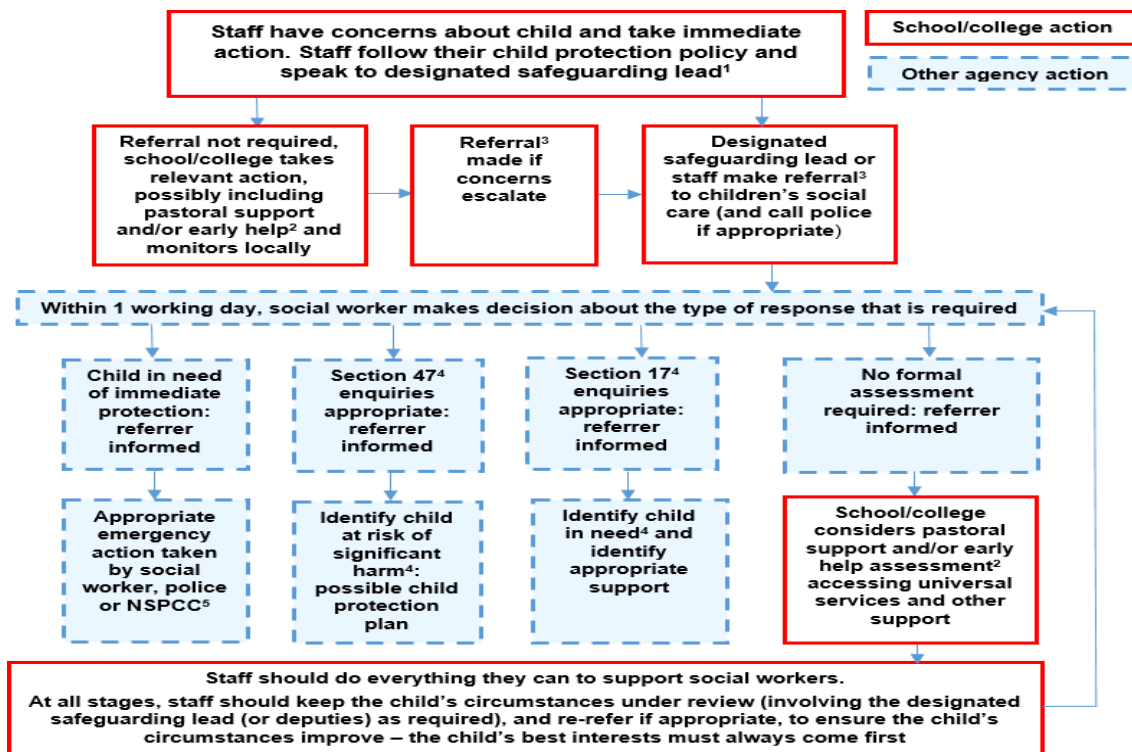 Staff have concerns about child and take immediate
action. Staff follow their child protection policy and
speak to designated safeguarding lead¹
School/college action
Other agency action
Referral not required,
school/college takes
relevant action,
possibly including
pastoral support
and/or early help² and
monitors locally
Referral³
made if
concerns
escalate
Designated
safeguarding lead or
staff make referral³
to children’s social
care (and call police
if appropriate)
Within 1 working day, social worker makes decision about the type of response that is required
Child in need
of immediate
protection:
referrer
informed
Section 47⁴
enquiries
appropriate:
referrer
informed
Section 17⁴
enquiries
appropriate:
referrer
informed
No formal
assessment
required: referrer
informed
Appropriate
emergency
action taken
by social
worker, police
or NSPCC⁵
Identify child
at risk of
significant
harm⁴:
possible child
protection
plan
Identify child
in need⁴ and
identify
appropriate
support
School/college
considers pastoral
support and/or early
help assessment²
accessing universal
services and other
support
Staff should do everything they can to support social workers.
At all stages, staff should keep the child’s circumstances under review (involving the designated
safeguarding lead (or deputies) as required), and re-refer if appropriate, to ensure the child’s
circumstances improve – the child’s best interests must always come first